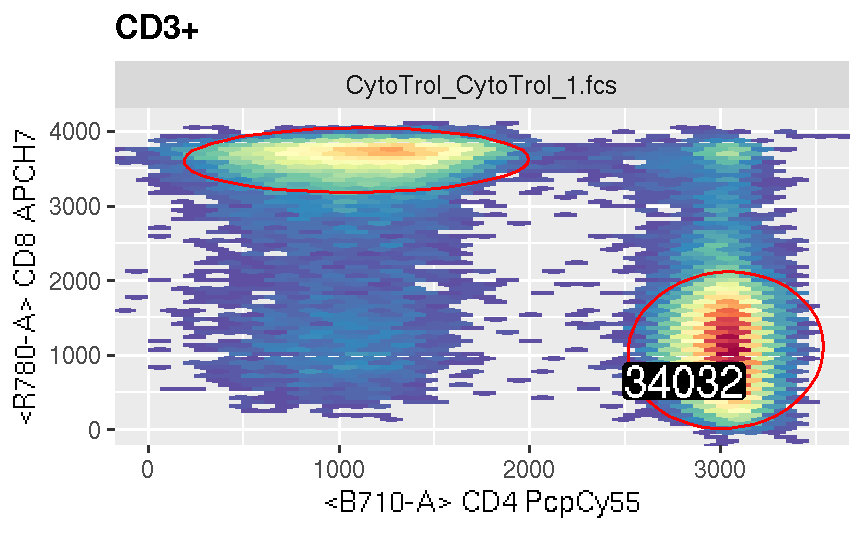 CD3+
CytoTrol_CytoTrol_1.fcs
<R780-A> CD8 APCH7
4000
3000
2000
1000
0
34032
0 1000 2000 3000
<B710-A> CD4 PcpCy55